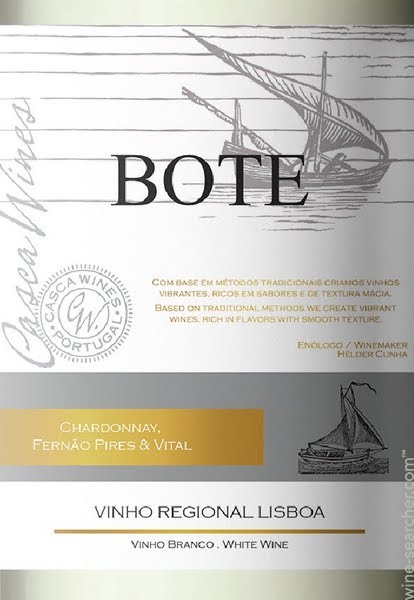 Casca Wines
BOTE
COM BASE EM MÉTODOS TRADICIONAIS CRIAMOS VINHOS
VIBRANTES, RICOS EM SABORES E DE TEXTURA MACIA.
BASED ON TRADITIONAL METHODS WE CREATE VIBRANT
WINES, RICH IN FLAVORS WITH SMOOTH TEXTURE.
ENÓLOGO / WINEMAKER
HÉLDER CUNHA
CASCA WINES
CW
PORTUGAL
CHARDONNAY,
FERNÃO PIRES & VITAL
VINHO REGIONAL LISBOA
VINHO BRANCO . WHITE WINE
wine-searcher.com™